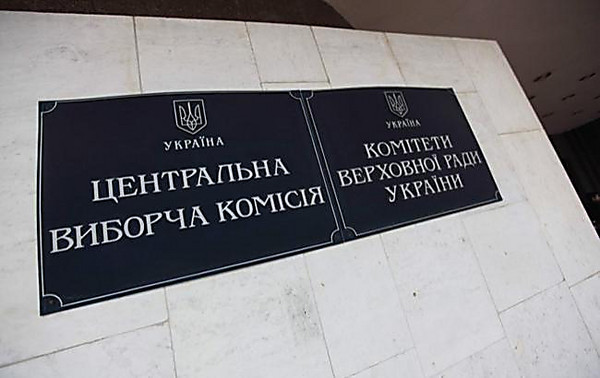 УКРАЇНА
ЦЕНТРАЛЬНА
ВИБОРЧА КОМІСІЯ
УКРАЇНА
КОМІТЕТИ
ВЕРХОВНОЇ РАДИ
УКРАЇНИ